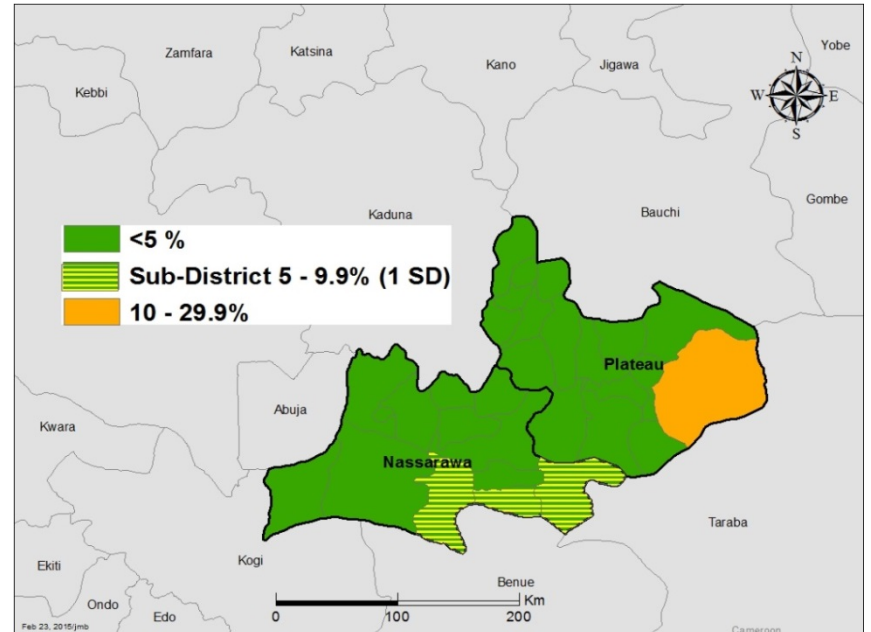 Yobe
Zamfara
Katsina
Kano
Jigawa
Kebbi
N
W E
S
Gombe
Bauchi
Kaduna
<5 %
Sub-District 5 - 9.9% (1 SD)
10 - 29.9%
Plateau
Abuja
Kwara
Nassarawa
Taraba
Kogi
Ekiti
Benue
Ondo
Edo
Km
0 100 200
Feb 23, 2015/jmb
Cameroon